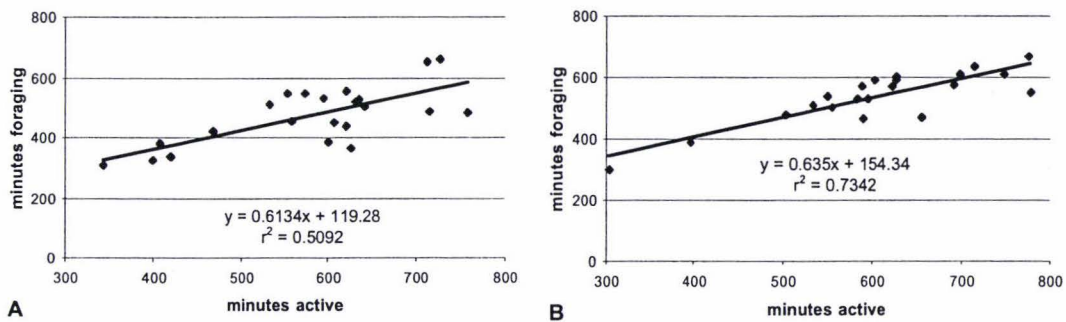 800
600
400
200
0
minutes foraging
y = 0.6134x + 119.28
r² = 0.5092
300 400 500 600 700 800
minutes active
A
800
600
400
200
0
minutes foraging
y = 0.635x + 154.34
r² = 0.7342
300 400 500 600 700 800
minutes active
B